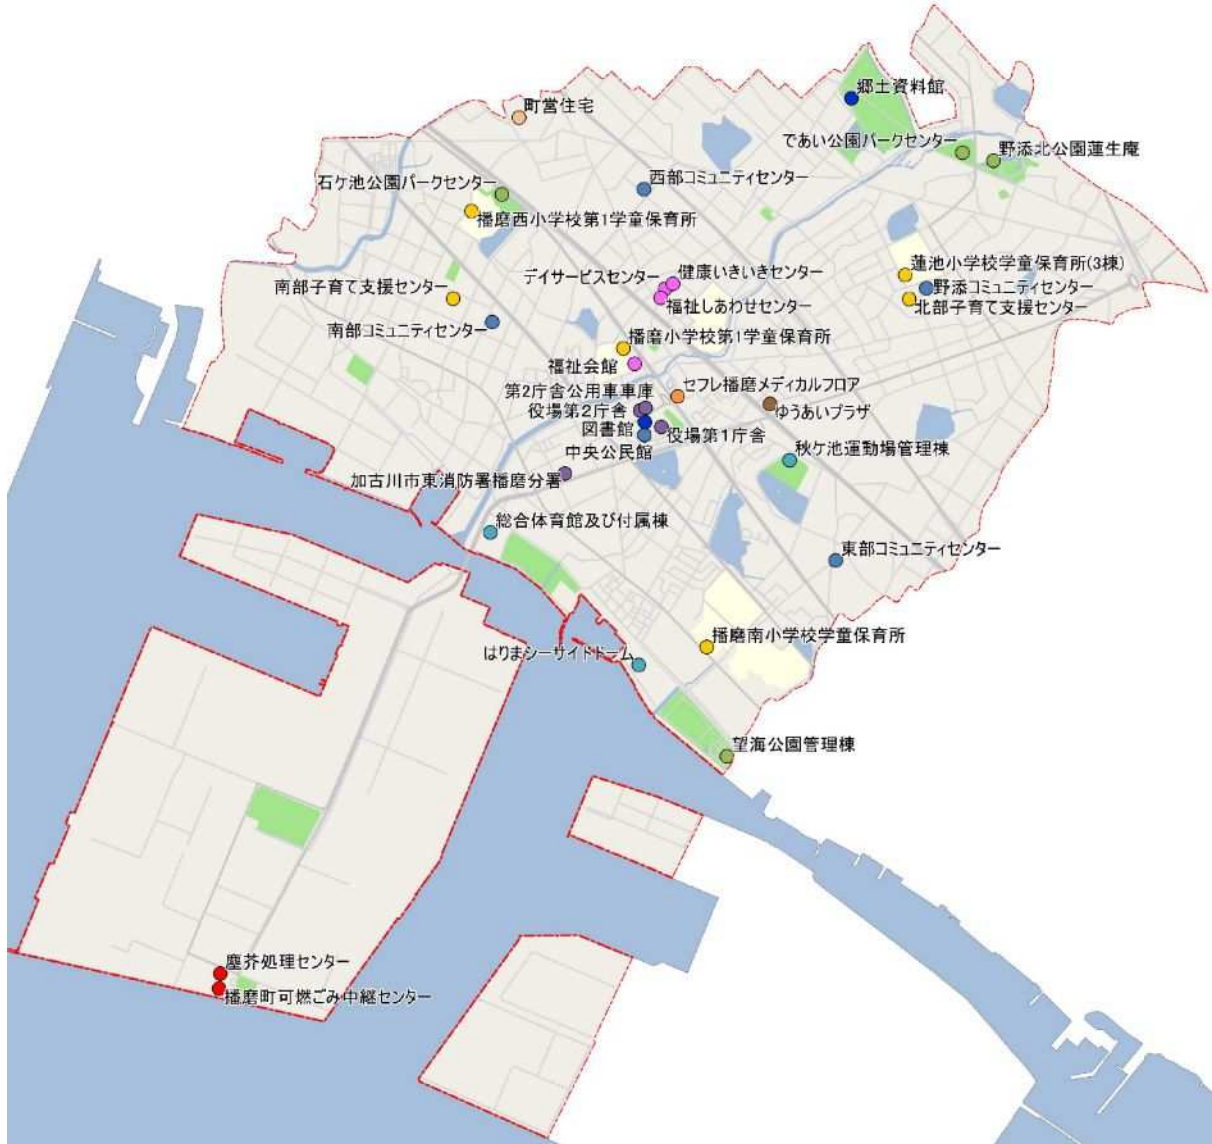 郷土資料館
町営住宅
であい公園パークセンター
野添北公園蓮生庵
石ケ池公園パークセンター
西部コミュニティセンター
播磨西小学校第1学童保育所
デイサービスセンター
健康いきいきセンター
蓮池小学校学童保育所(3棟)
南部子育て支援センター
野添コミュニティセンター
福祉しあわせセンター
北部子育て支援センター
南部コミュニティセンター
播磨小学校第1学童保育所
福祉会館
第2庁舎公用車車庫
セフレ播磨メディカルフロア
役場第2庁舎
ゆうあいプラザ
図書館
役場第1庁舎
中央公民館
秋ケ池運動場管理棟
加古川市東消防署播磨分署
総合体育館及び付属棟
東部コミュニティセンター
播磨南小学校学童保育所
はりまシーサイドドーム
望海公園管理棟
塵芥処理センター
播磨町可燃ごみ中継センター